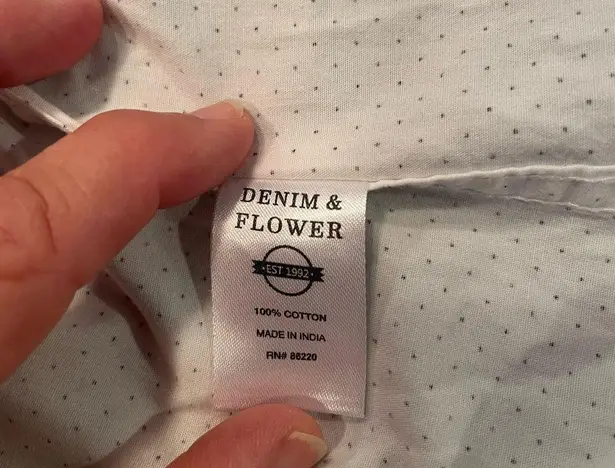 DENIM &
FLOWER
EST 1992
100% COTTON
MADE IN INDIA
RN# 86220